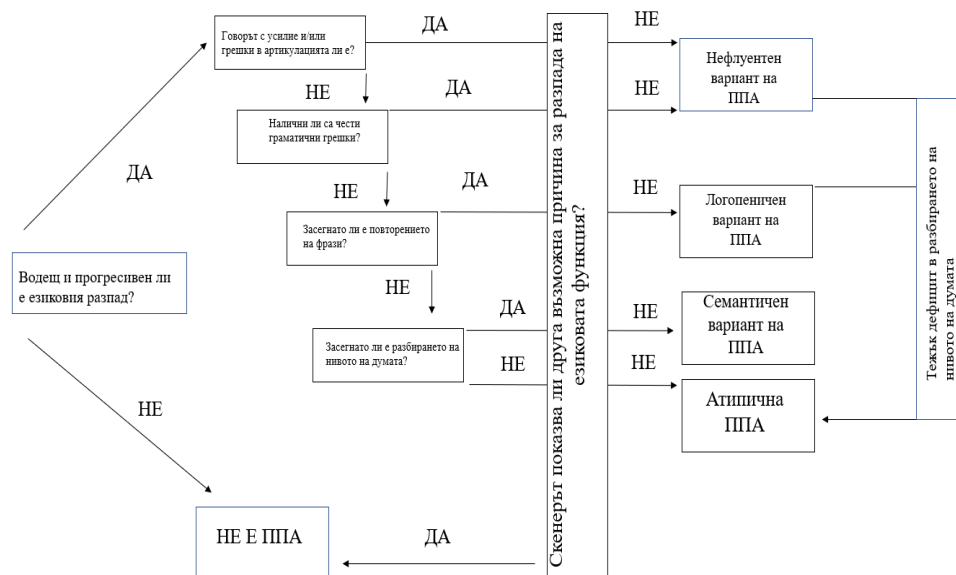 Говорът с усилие и/или
грешки в артикулацията ли е?
ДА
НЕ
Нефлуентен
вариант на
ППА
НЕ
ДА
НЕ
Налични ли са чести
граматични грешки?
ДА
НЕ
ДА
НЕ
Логопеничен
вариант на
ППА
Засегнато ли е повторението
на фрази?
Водещ и прогресивен ли
е езиковия разпад?
НЕ
ДА
НЕ
Семантичен
вариант на
ППА
Засегнато ли е разбирането на
нивото на думата?
НЕ
НЕ
Атипична
ППА
НЕ
Скенерът показва ли друга възможна причина за разпада на
езиковата функция?
Тежък дефицит в разбирането на
нивото на думата
НЕ Е ППА
ДА